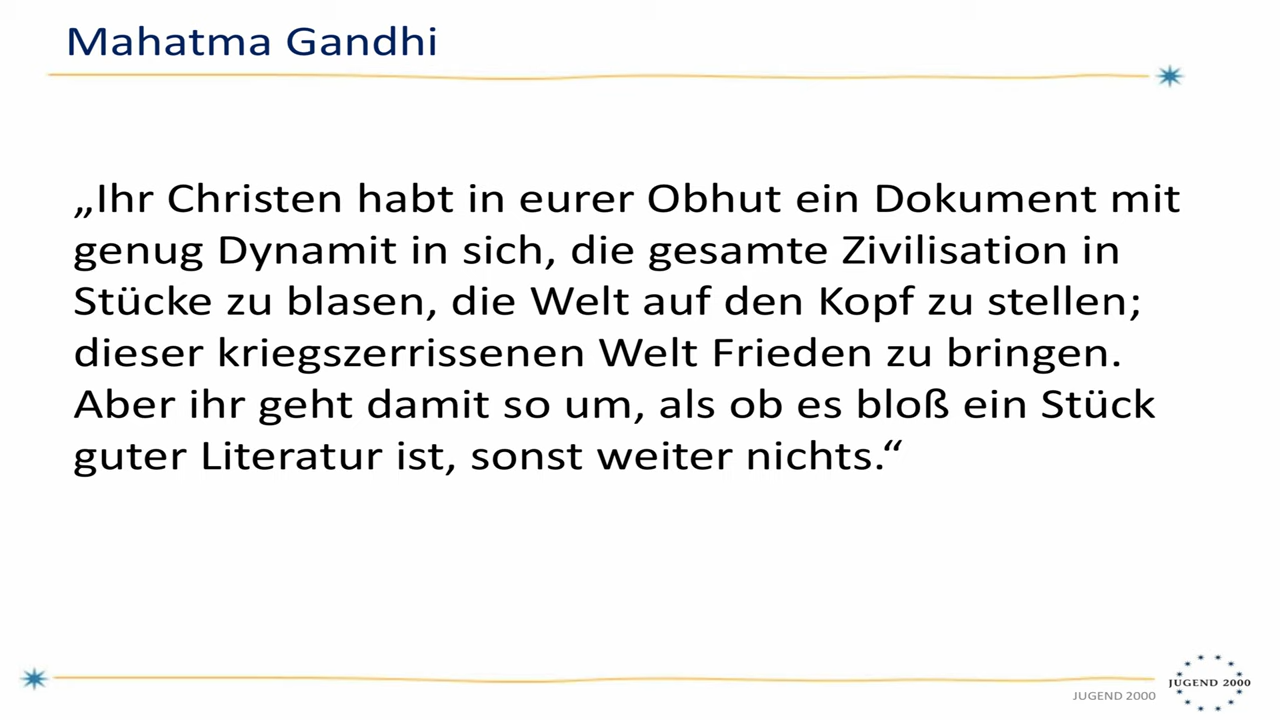 Mahatma Gandhi
„Ihr Christen habt in eurer Obhut ein Dokument mit
genug Dynamit in sich, die gesamte Zivilisation in
Stücke zu blasen, die Welt auf den Kopf zu stellen;
dieser kriegszerrissenen Welt Frieden zu bringen.
Aber ihr geht damit so um, als ob es bloß ein Stück
guter Literatur ist, sonst weiter nichts.“
JUGEND 2000
JUGEND 2000